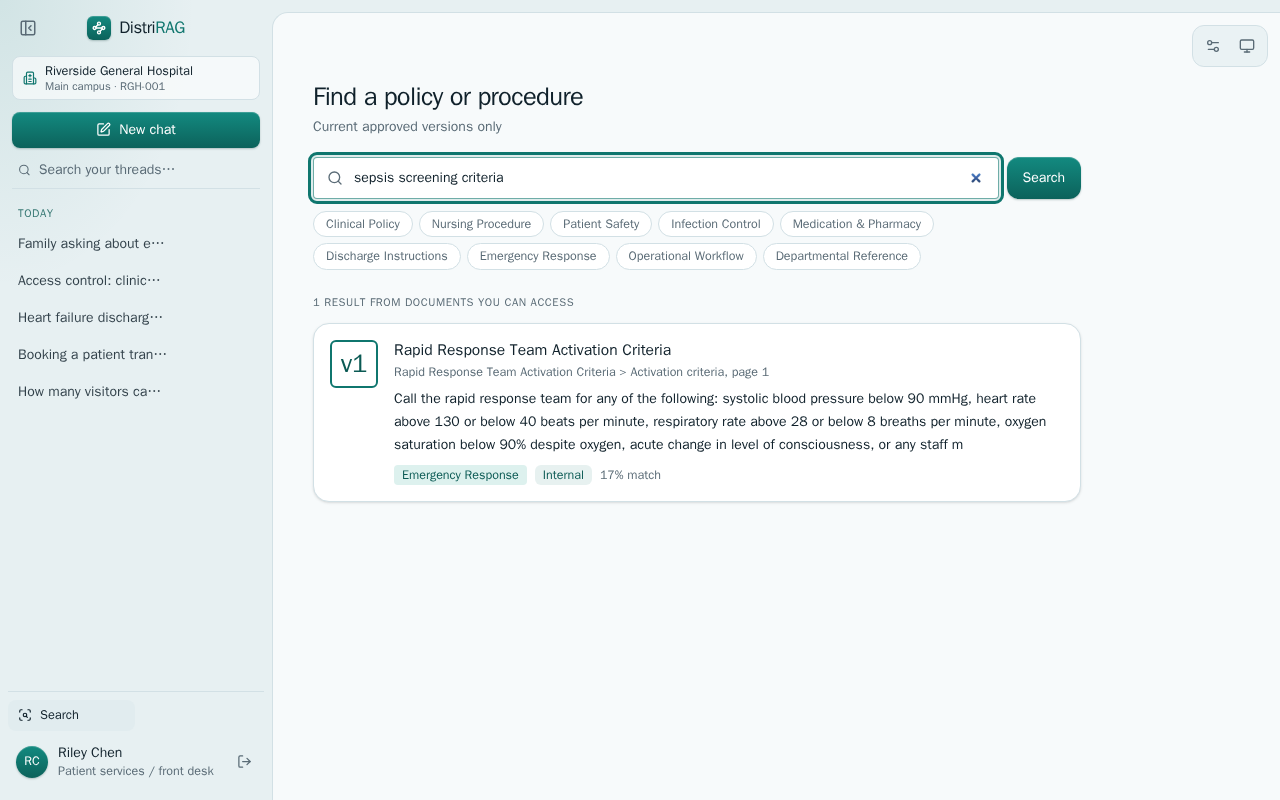 DistriRAG
Riverside General Hospital
Main campus · RGH-001
New chat
Search your threads···
TODAY
Family asking about e···
Access control: clinic···
Heart failure discharg···
Booking a patient tran···
How many visitors ca···
Search
RC
Riley Chen
Patient services / front desk
Find a policy or procedure
Current approved versions only
sepsis screening criteria
Search
Clinical Policy
Nursing Procedure
Patient Safety
Infection Control
Medication & Pharmacy
Discharge Instructions
Emergency Response
Operational Workflow
Departmental Reference
1 RESULT FROM DOCUMENTS YOU CAN ACCESS
v1
Rapid Response Team Activation Criteria
Rapid Response Team Activation Criteria > Activation criteria, page 1
Call the rapid response team for any of the following: systolic blood pressure below 90 mmHg, heart rate
above 130 or below 40 beats per minute, respiratory rate above 28 or below 8 breaths per minute, oxygen
saturation below 90% despite oxygen, acute change in level of consciousness, or any staff m
Emergency Response
Internal
17% match